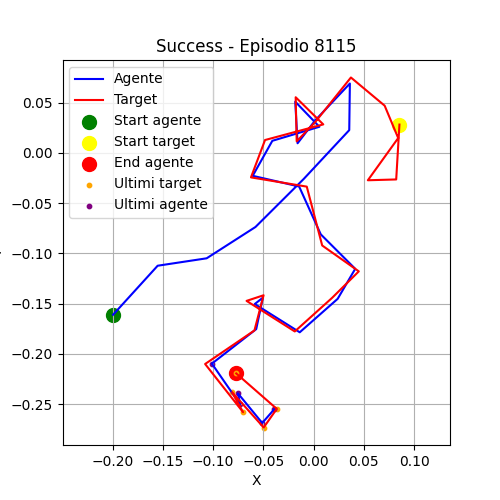 Success - Episodio 8115
Agente
Target
Start agente
Start target
End agente
Ultimi target
Ultimi agente
0.05
0.00
−0.05
−0.10
−0.15
−0.20
−0.25
−0.20
−0.15
−0.10
−0.05
0.00
0.05
0.10
X